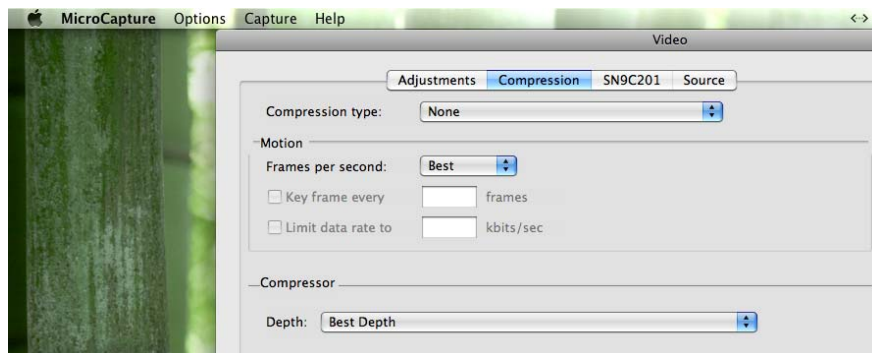 MicroCapture Options Capture Help
Video
Adjustments Compression SN9C201 Source
Compression type: None
Motion
Frames per second: Best
Key frame every frames
Limit data rate to kbits/sec
Compressor
Depth: Best Depth